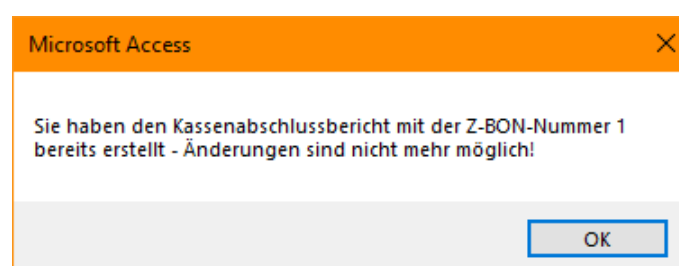 Microsoft Access
Sie haben den Kassenabschlussbericht mit der Z-BON-Nummer 1
bereits erstellt - Änderungen sind nicht mehr möglich!
OK